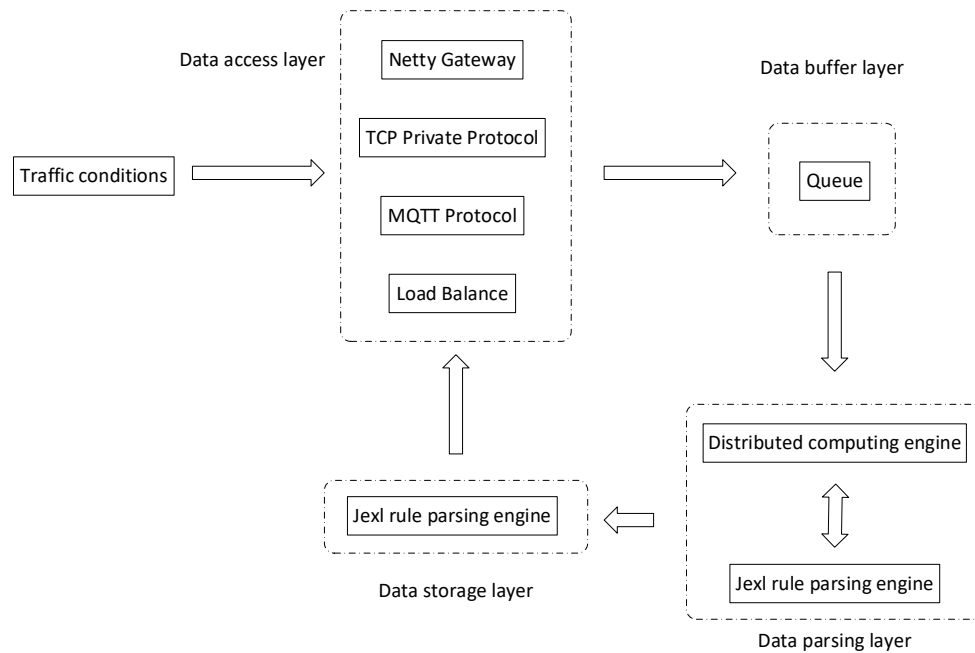 Data access layer
Netty Gateway
Data buffer layer
TCP Private Protocol
Traffic conditions
Queue
MQTT Protocol
Load Balance
Distributed computing engine
Jexl rule parsing engine
Data storage layer
Jexl rule parsing engine
Data parsing layer